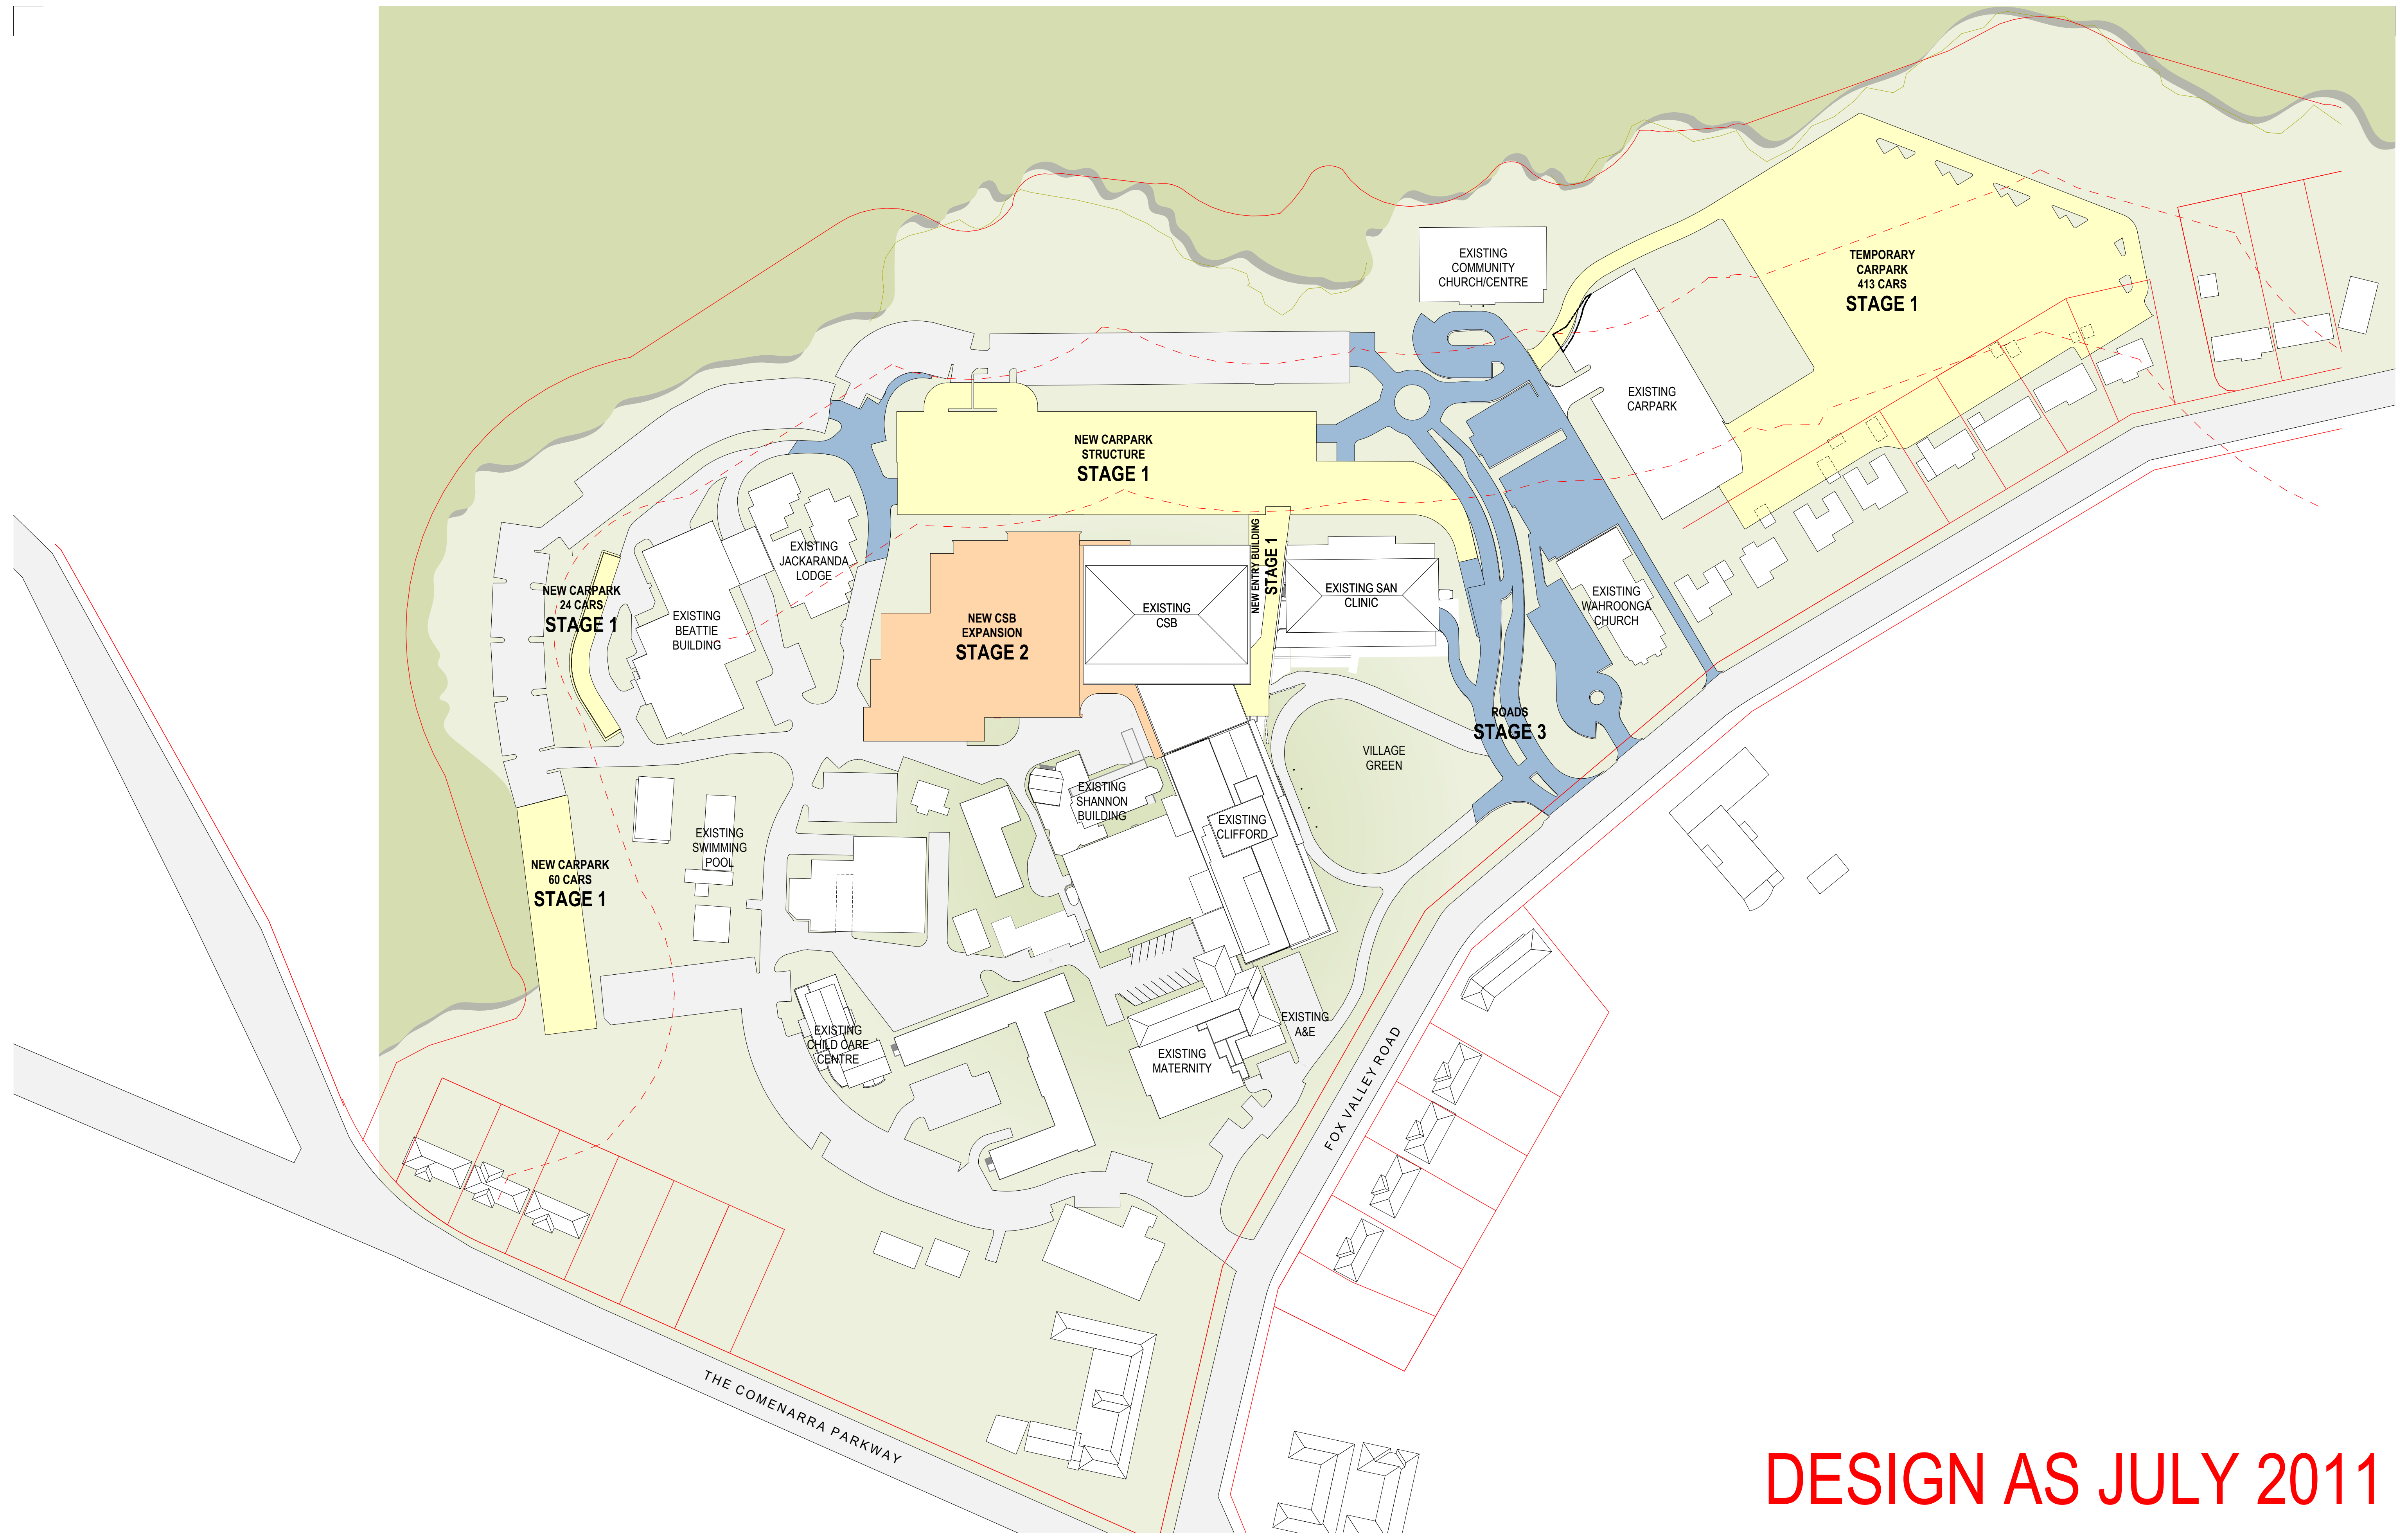 EXISTING
COMMUNITY
CHURCH/CENTRE
TEMPORARY
CARPARK
413 CARS
STAGE 1
EXISTING
CARPARK
NEW CARPARK
STRUCTURE
STAGE 1
NEW ENTRY BUILDING
STAGE 1
EXISTING
JACKARANDA
LODGE
NEW CARPARK
24 CARS
STAGE 1
EXISTING
BEATTIE
BUILDING
NEW CSB
EXPANSION
STAGE 2
EXISTING
CSB
EXISTING SAN
CLINIC
EXISTING
WAHROONGA
CHURCH
ROADS
STAGE 3
VILLAGE
GREEN
EXISTING
SHANNON
BUILDING
EXISTING
CLIFFORD
EXISTING
SWIMMING
POOL
NEW CARPARK
60 CARS
STAGE 1
EXISTING
CHILD CARE
CENTRE
EXISTING
MATERNITY
EXISTING
A&E
FOX VALLEY ROAD
THE COMENARRA PARKWAY
DESIGN AS JULY 2011